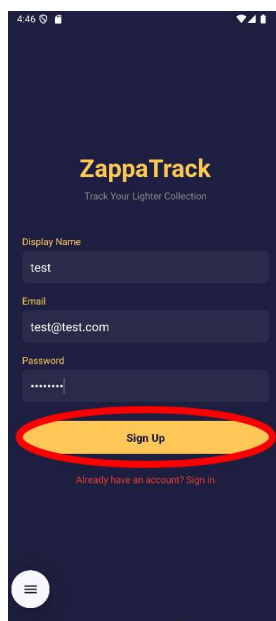 4:46
ZappaTrack
Track Your Lighter Collection
Display Name
test
Email
test@test.com
Password
••••••••
Sign Up
Already have an account? Sign in